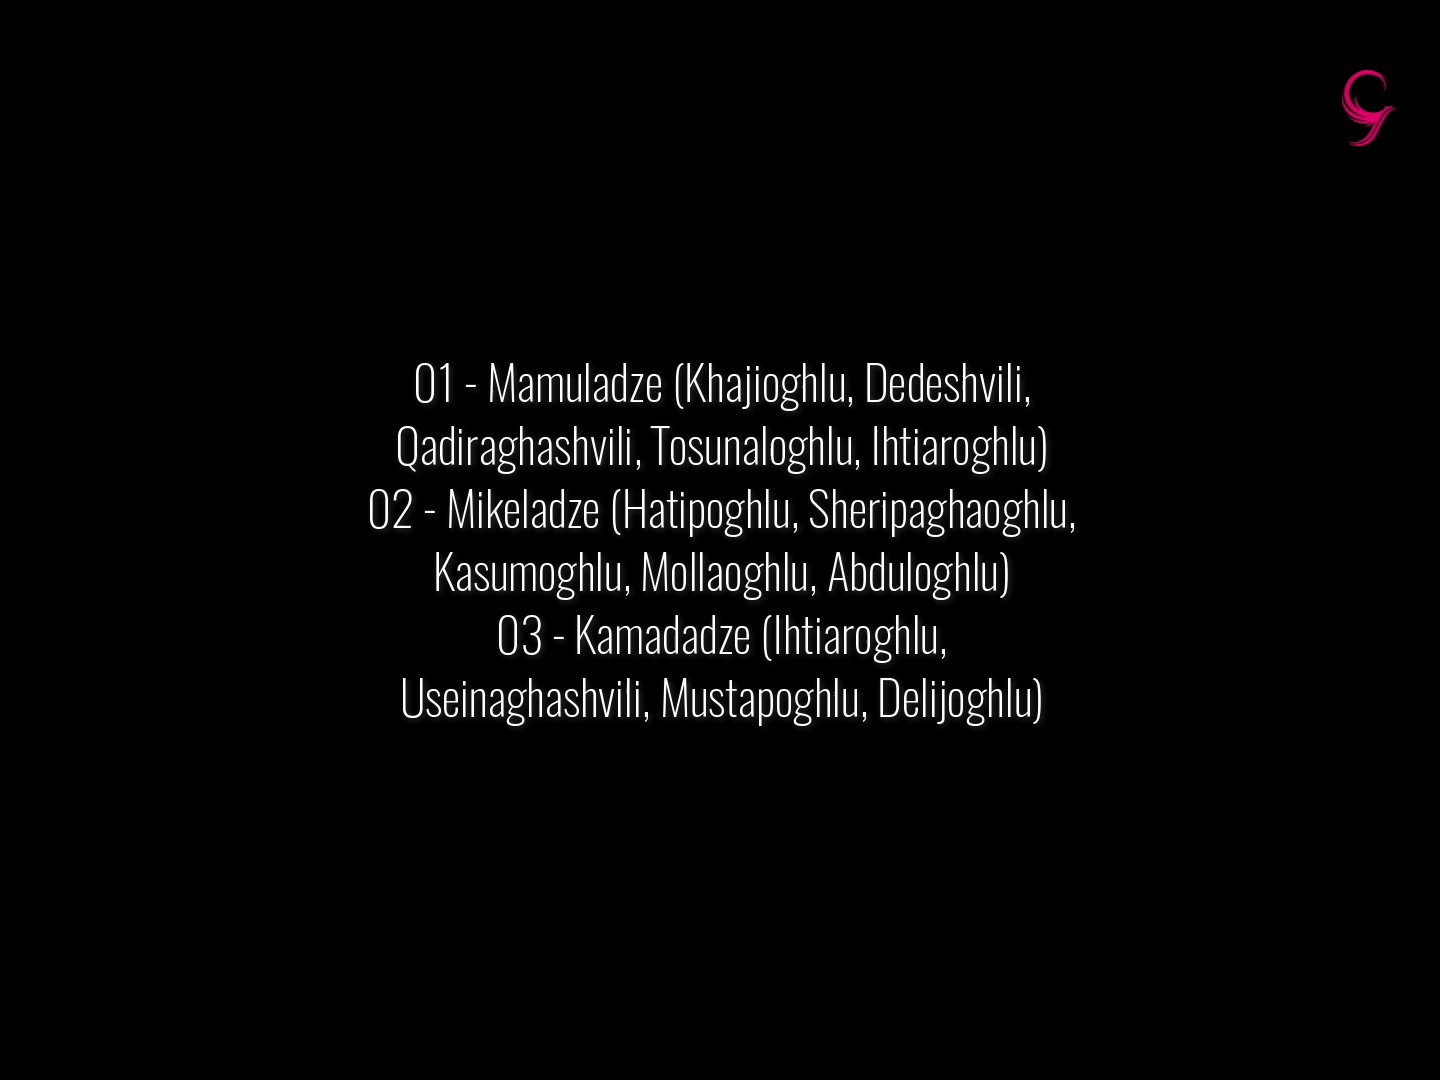 01 - Mamuladze (Khajioghlu, Dedeshvili,
Qadiraghashvili, Tosunaloghlu, Ihtiaroghlu)
02 - Mikeladze (Hatipoghlu, Sheripaghaoghlu,
Kasumoghlu, Mollaoghlu, Abduloghlu)
03 - Kamadadze (Ihtiaroghlu,
Useinaghashvili, Mustapoghlu, Delijoghlu)